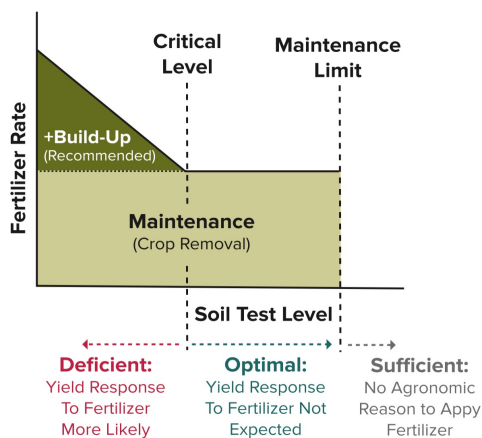 Critical
Level
Maintenance
Limit
Fertilizer Rate
+Build-Up
(Recommended)
Maintenance
(Crop Removal)
Soil Test Level
Deficient:
Yield Response
To Fertilizer
More Likely
Optimal:
Yield Response
To Fertilizer Not
Expected
Sufficient:
No Agronomic
Reason to Appy
Fertilizer